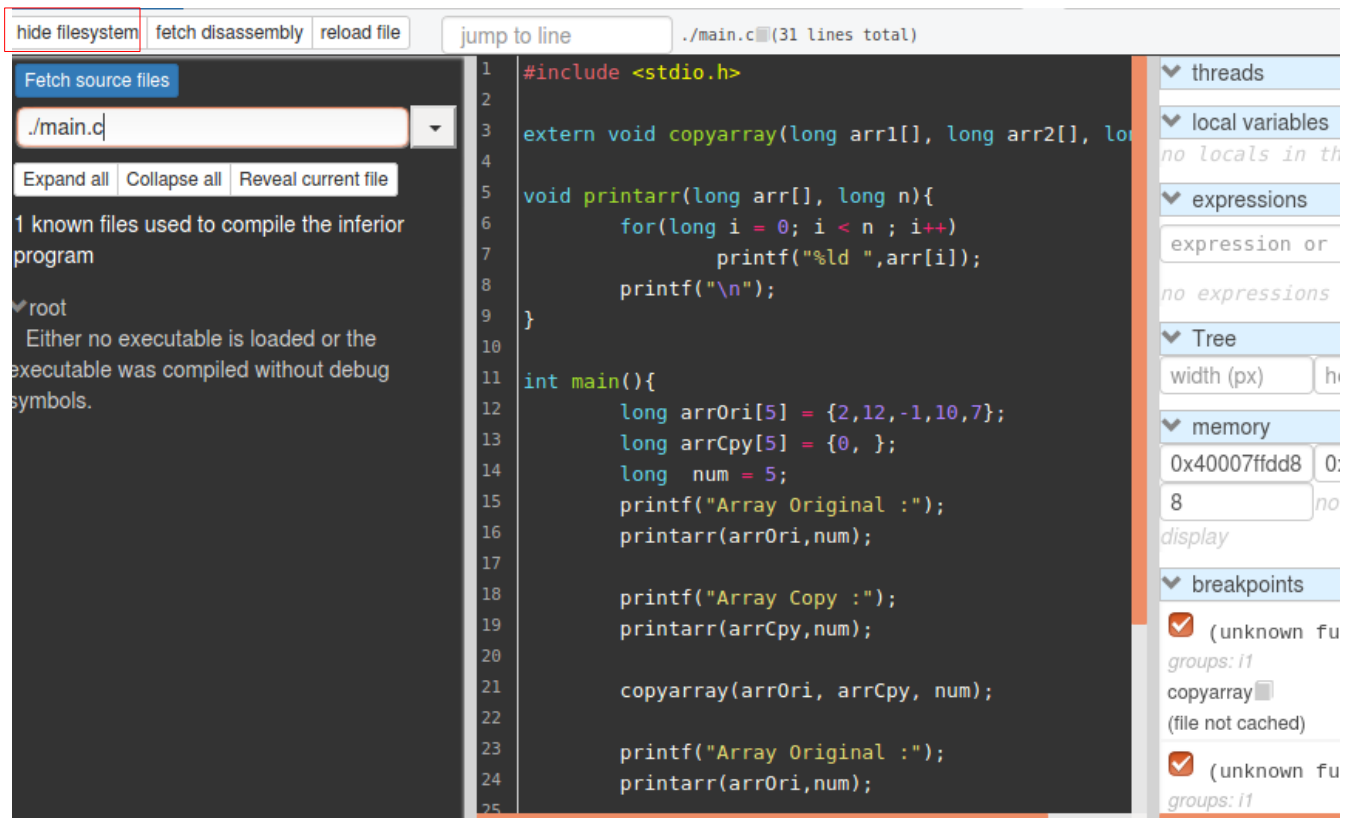 hide filesystem fetch disassembly reload file jump to line ./main.c (31 lines total)
Fetch source files
./main.c
Expand all Collapse all Reveal current file
1 known files used to compile the inferior
program
root
Either no executable is loaded or the
executable was compiled without debug
symbols.
1 #include <stdio.h>
2
3 extern void copyarray(long arr1[], long arr2[], lon
4
5 void printarr(long arr[], long n){
6 for(long i = 0; i < n ; i++)
7 printf("%ld ",arr[i]);
8 printf("\n");
9 }
10
11 int main(){
12 long arrOri[5] = {2,12,-1,10,7};
13 long arrCpy[5] = {0, };
14 long  num = 5;
15 printf("Array Original :");
16 printarr(arrOri,num);
17
18 printf("Array Copy :");
19 printarr(arrCpy,num);
20
21 copyarray(arrOri, arrCpy, num);
22
23 printf("Array Original :");
24 printarr(arrOri,num);
25
threads
local variables
no locals in th
expressions
expression or
no expressions
Tree
width (px) he
memory
0x40007ffdd8 0x
8 no
display
breakpoints
(unknown fu
groups: i1
copyarray
(file not cached)
(unknown fu
groups: i1